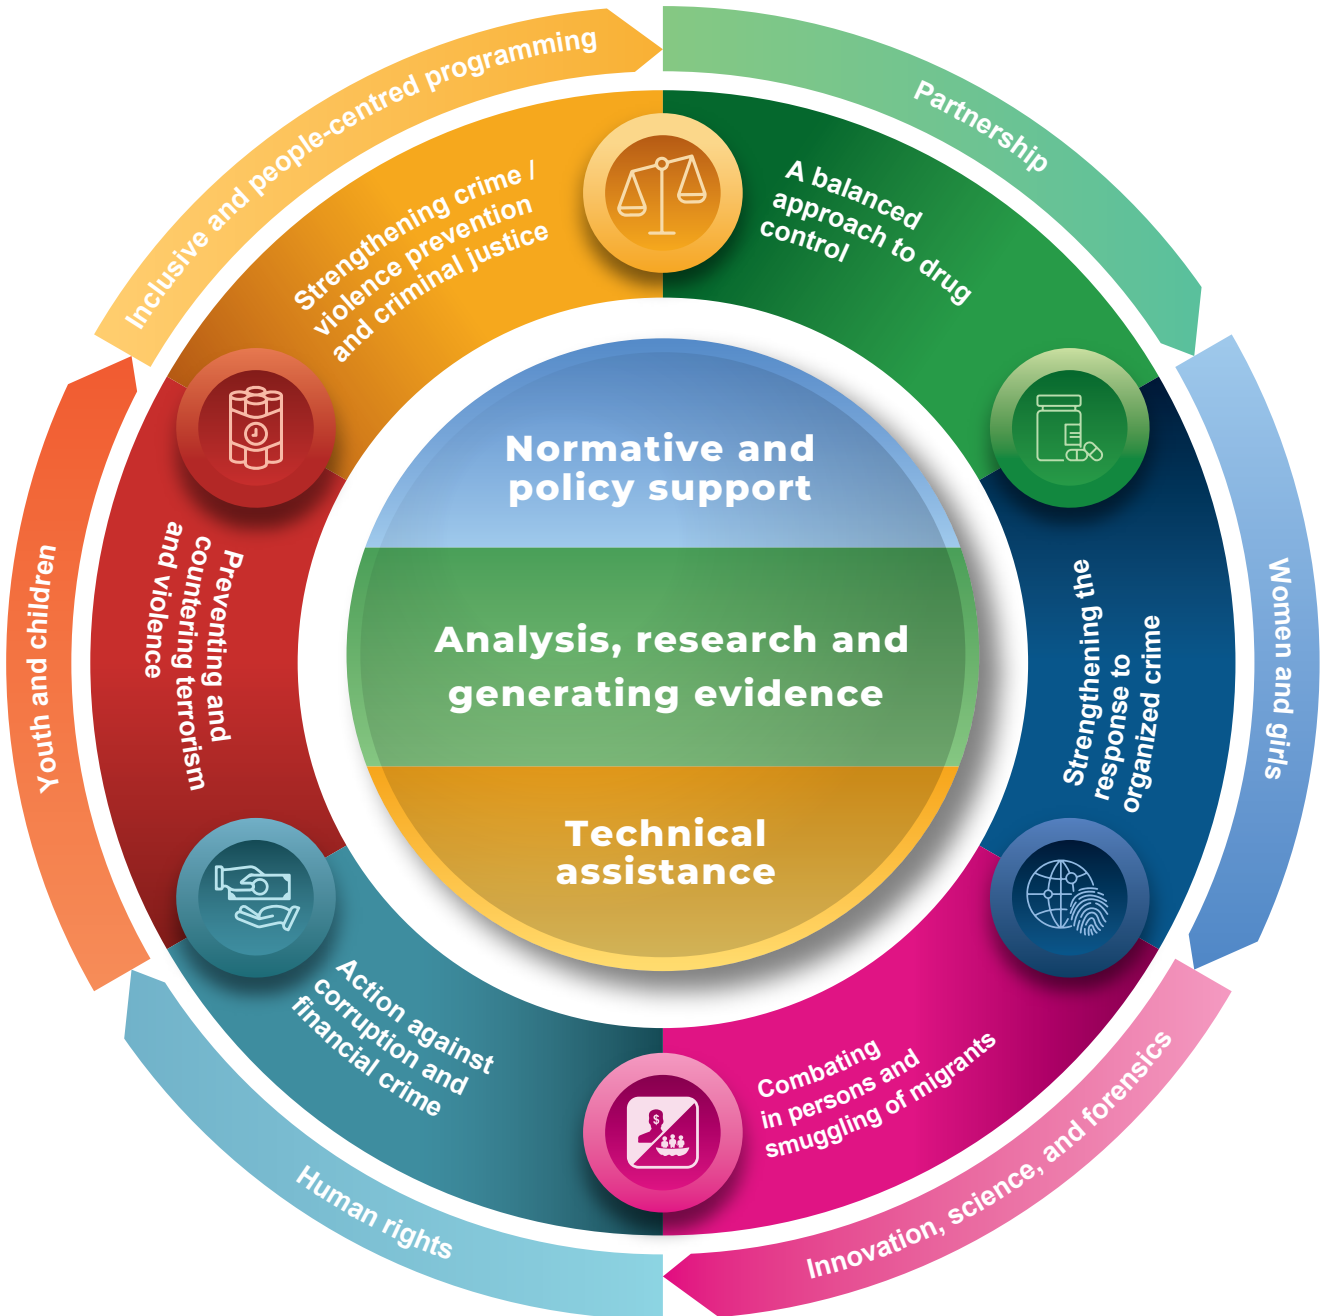 Inclusive and people-centred programming
Partnership
Women and girls
Innovation, science, and forensics
Human rights
Youth and children
Strengthening crime /
violence prevention
and criminal justice
A balanced
approach to drug
control
Strengthening the
response to
organized crime
Combating
in persons and
smuggling of migrants
$
Action against
corruption and
financial crime
Preventing and
countering terrorism
and violence
Normative and
policy support
Analysis, research and
generating evidence
Technical
assistance